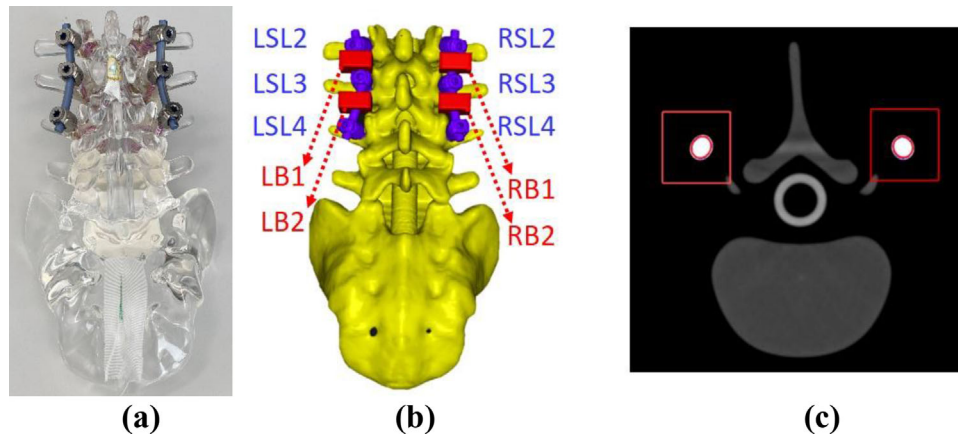 LSL2 RSL2
LSL3 RSL3
LSL4 RSL4
LB1 RB1
LB2 RB2
(a) (b) (c)